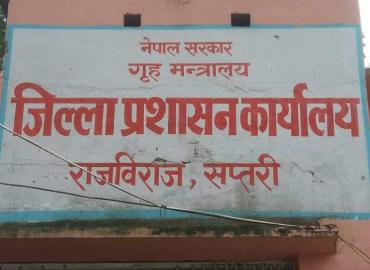 नेपाल सरकार
गृह मन्त्रालय
जिल्ला प्रशासन कार्यालय
राजविराज, सप्तरी